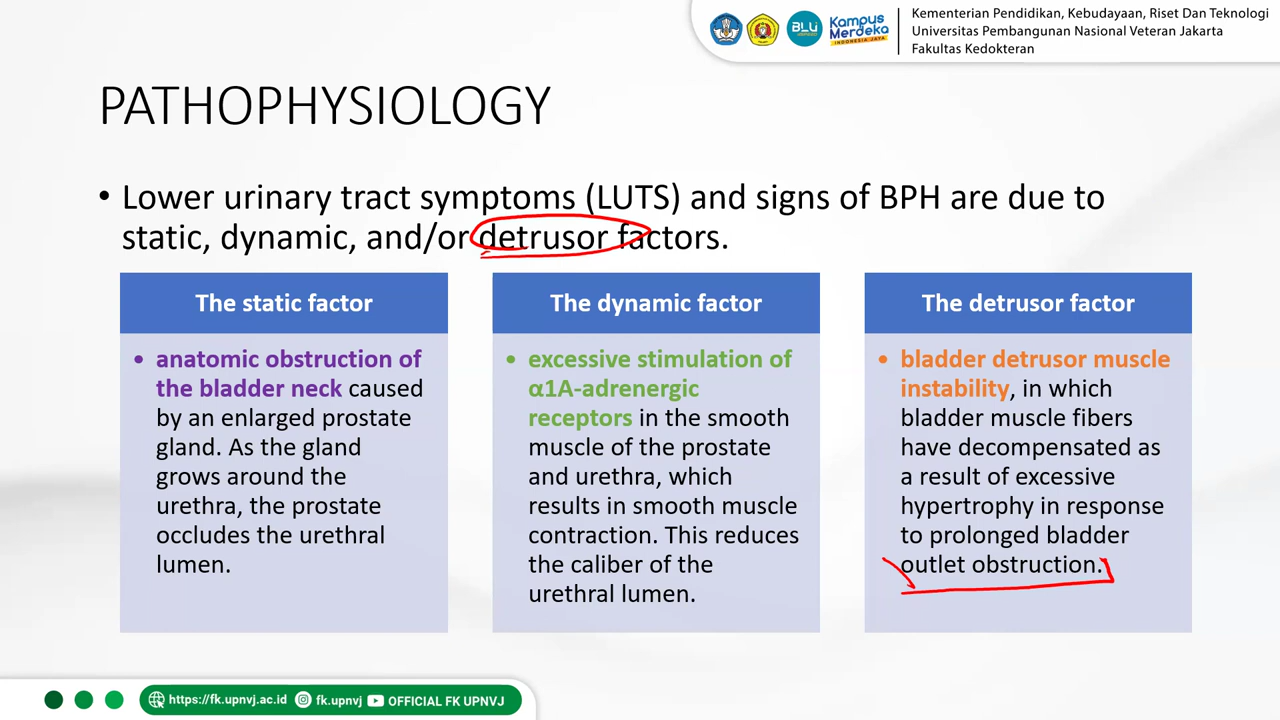 Kampus
Merdeka
INDONESIA JAYA
BLU
Kementerian Pendidikan, Kebudayaan, Riset Dan Teknologi
Universitas Pembangunan Nasional Veteran Jakarta
Fakultas Kedokteran
PATHOPHYSIOLOGY
• Lower urinary tract symptoms (LUTS) and signs of BPH are due to
static, dynamic, and/or detrusor factors.
The static factor
• anatomic obstruction of
the bladder neck caused
by an enlarged prostate
gland. As the gland
grows around the
urethra, the prostate
occludes the urethral
lumen.
The dynamic factor
• excessive stimulation of
α1A-adrenergic
receptors in the smooth
muscle of the prostate
and urethra, which
results in smooth muscle
contraction. This reduces
the caliber of the
urethral lumen.
The detrusor factor
• bladder detrusor muscle
instability, in which
bladder muscle fibers
have decompensated as
a result of excessive
hypertrophy in response
to prolonged bladder
outlet obstruction.
https://fk.upnvj.ac.id fk.upnvj OFFICIAL FK UPNVJ